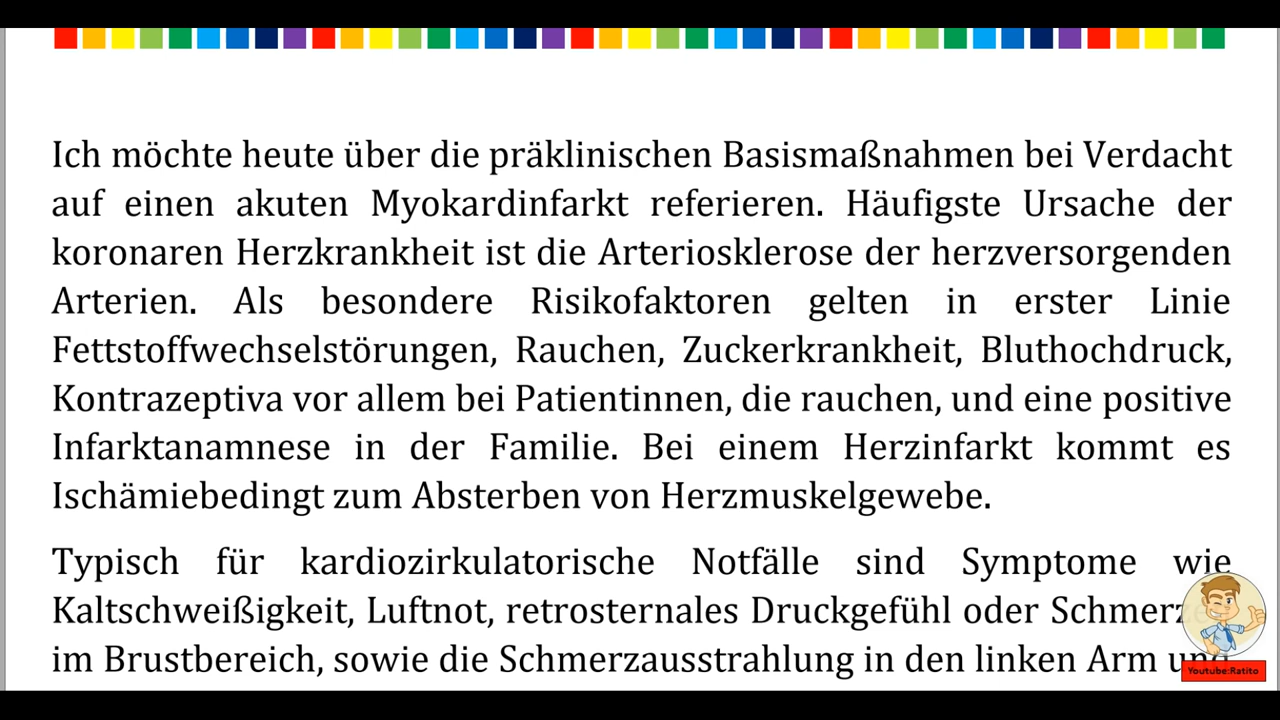 Ich möchte heute über die präklinischen Basismaßnahmen bei Verdacht
auf einen akuten Myokardinfarkt referieren. Häufigste Ursache der
koronaren Herzkrankheit ist die Arteriosklerose der herzversorgenden
Arterien. Als besondere Risikofaktoren gelten in erster Linie
Fettstoffwechselstörungen, Rauchen, Zuckerkrankheit, Bluthochdruck,
Kontrazeptiva vor allem bei Patientinnen, die rauchen, und eine positive
Infarktanamnese in der Familie. Bei einem Herzinfarkt kommt es
Ischämiebedingt zum Absterben von Herzmuskelgewebe.
Typisch für kardiozirkulatorische Notfälle sind Symptome wie
Kaltschweißigkeit, Luftnot, retrosternales Druckgefühl oder Schmerzen
im Brustbereich, sowie die Schmerzausstrahlung in den linken Arm und
Youtube:Ratito